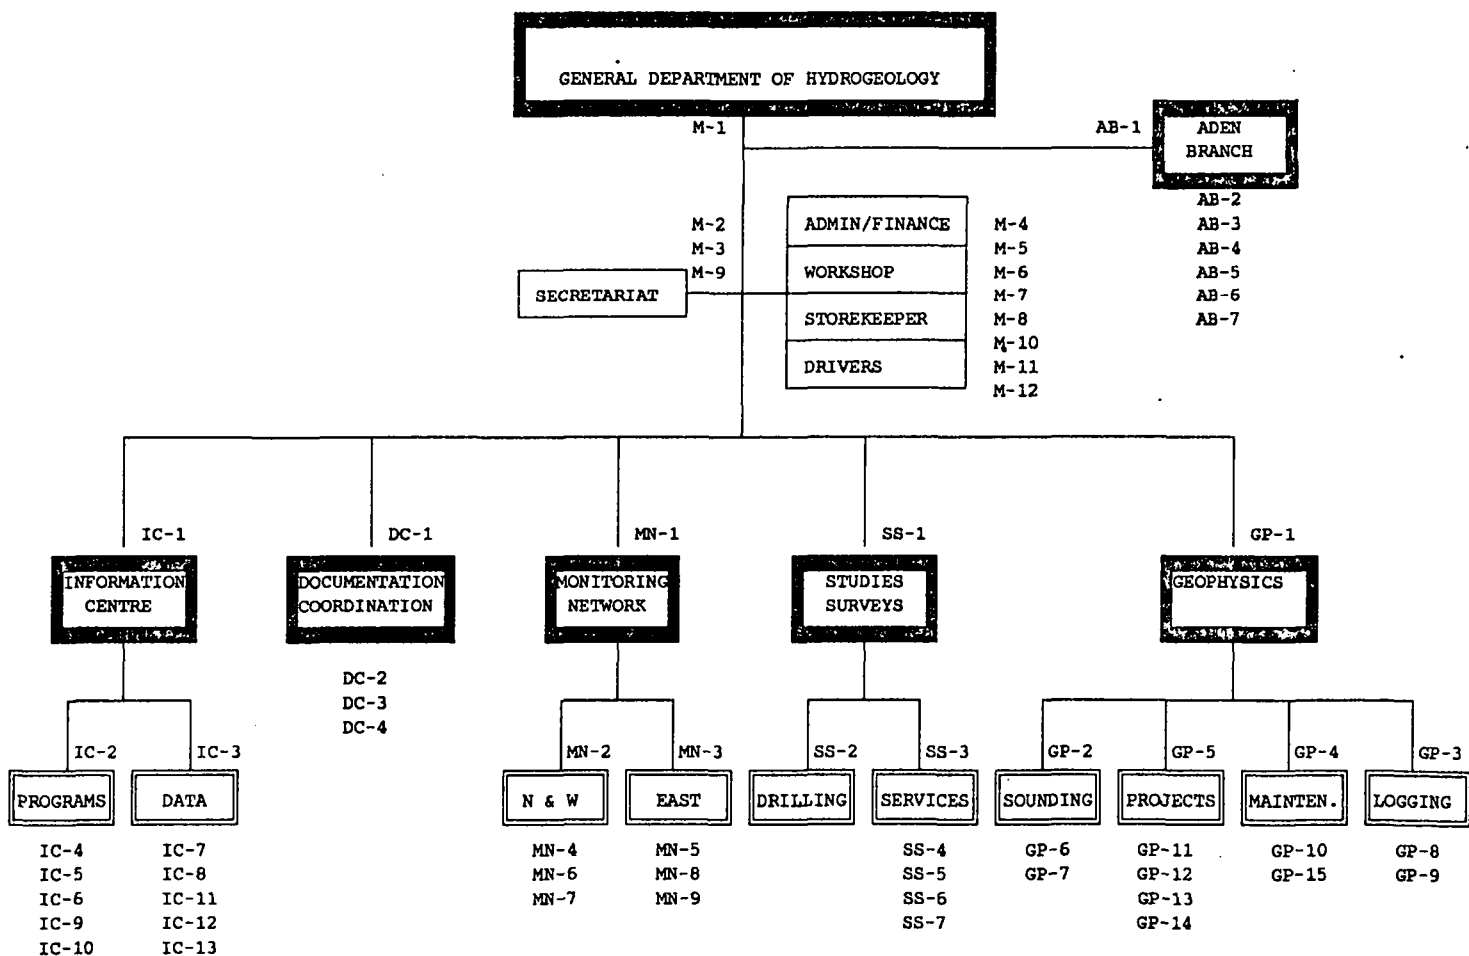 GENERAL DEPARTMENT OF HYDROGEOLOGY
M-1
AB-1
ADEN
BRANCH
AB-2
AB-3
AB-4
AB-5
AB-6
AB-7
M-2
M-3
M-9
SECRETARIAT
ADMIN/FINANCE
WORKSHOP
STOREKEEPER
DRIVERS
M-4
M-5
M-6
M-7
M-8
M-10
M-11
M-12
IC-1
INFORMATION
CENTRE
DC-1
DOCUMENTATION
COORDINATION
DC-2
DC-3
DC-4
MN-1
MONITORING
NETWORK
SS-1
STUDIES
SURVEYS
GP-1
GEOPHYSICS
IC-2
PROGRAMS
IC-4
IC-5
IC-6
IC-9
IC-10
IC-3
DATA
IC-7
IC-8
IC-11
IC-12
IC-13
MN-2
N & W
MN-4
MN-6
MN-7
MN-3
EAST
MN-5
MN-8
MN-9
SS-2
DRILLING
SS-3
SERVICES
SS-4
SS-5
SS-6
SS-7
GP-2
SOUNDING
GP-6
GP-7
GP-5
PROJECTS
GP-11
GP-12
GP-13
GP-14
GP-4
MAINTEN.
GP-10
GP-15
GP-3
LOGGING
GP-8
GP-9